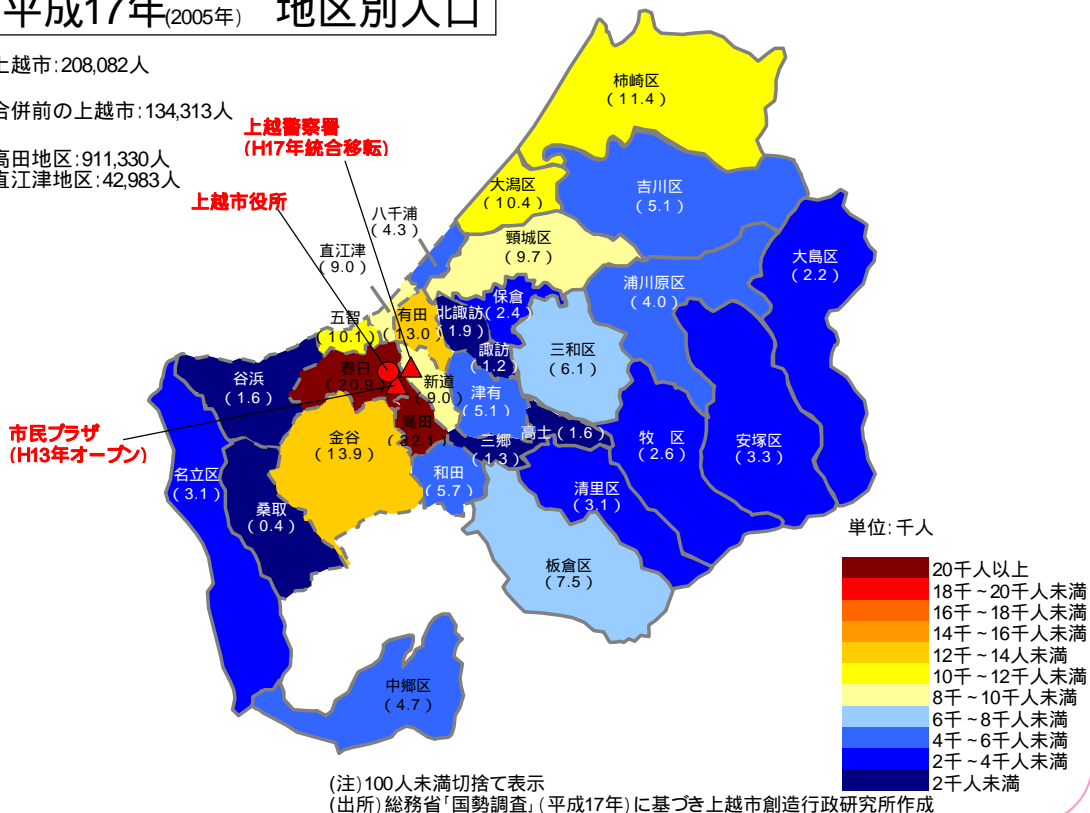 平成17年(2005年) 地区別人口
上越市:208,082人
合併前の上越市:134,313人
高田地区:911,330人
直江津地区:42,983人
上越警察署
(H17年統合移転)
上越市役所
市民プラザ
(H13年オープン)
柿崎区
(11.4)
大潟区
(10.4)
吉川区
(5.1)
八千浦
(4.3)
頸城区
(9.7)
大島区
(2.2)
直江津
(9.0)
浦川原区
(4.0)
保倉
(2.4)
五智
(10.1)
有田
(13.0)
北諏訪
(1.9)
諏訪
(1.2)
三和区
(6.1)
谷浜
(1.6)
春日
(20.9)
新道
(9.0)
津有
(5.1)
高田
(32.1)
高士(1.6)
三郷
(1.3)
金谷
(13.9)
牧 区
(2.6)
安塚区
(3.3)
名立区
(3.1)
和田
(5.7)
清里区
(3.1)
桑取
(0.4)
板倉区
(7.5)
中郷区
(4.7)
単位:千人
20千人以上
18千~20千人未満
16千~18千人未満
14千~16千人未満
12千~14人未満
10千~12千人未満
8千~10千人未満
6千~8千人未満
4千~6千人未満
2千~4千人未満
2千人未満
(注)100人未満切捨て表示
(出所)総務省「国勢調査」(平成17年)に基づき上越市創造行政研究所作成